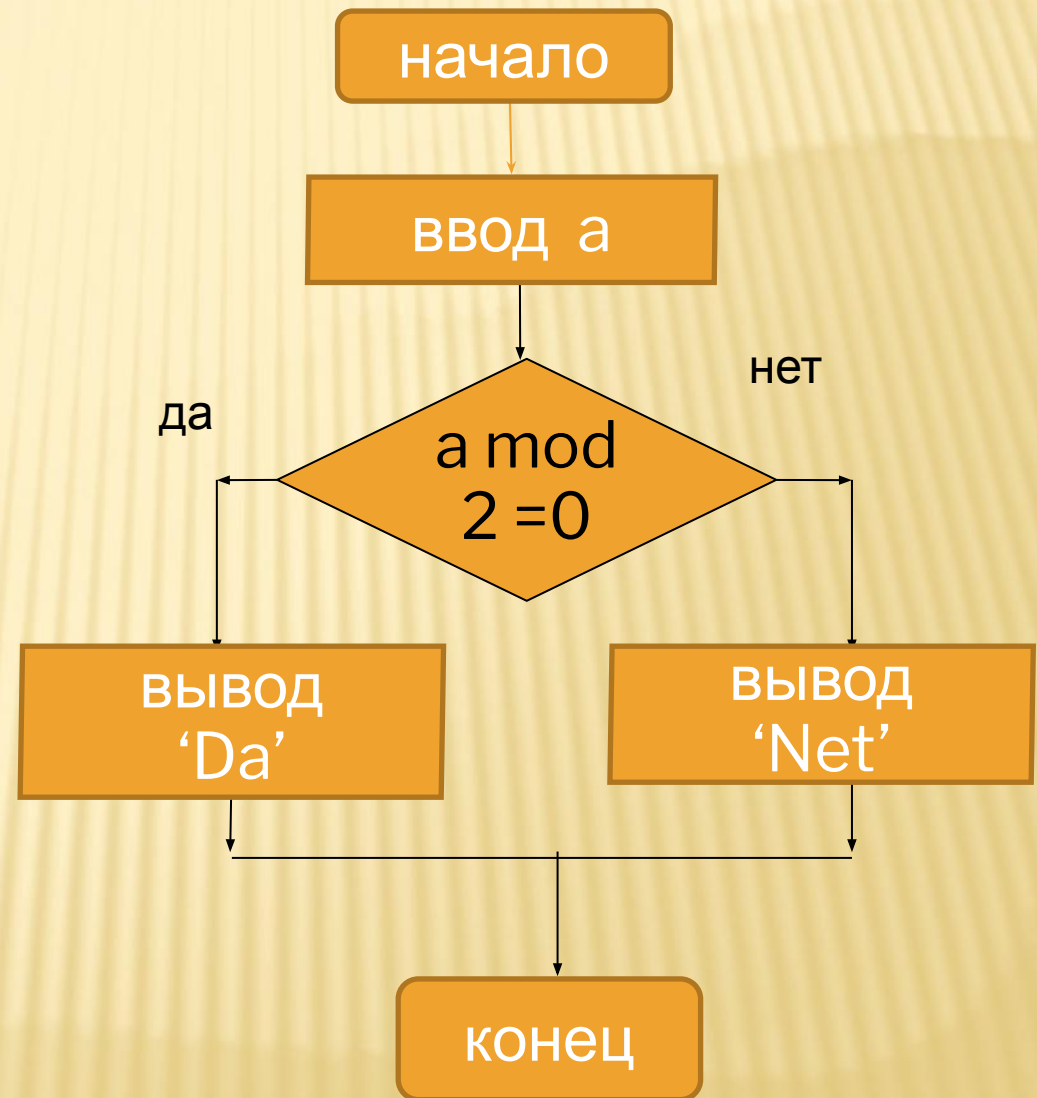 начало
ввод а
нет
да
a mod
2 =0
вывод
‘Da’
вывод
‘Net’
конец